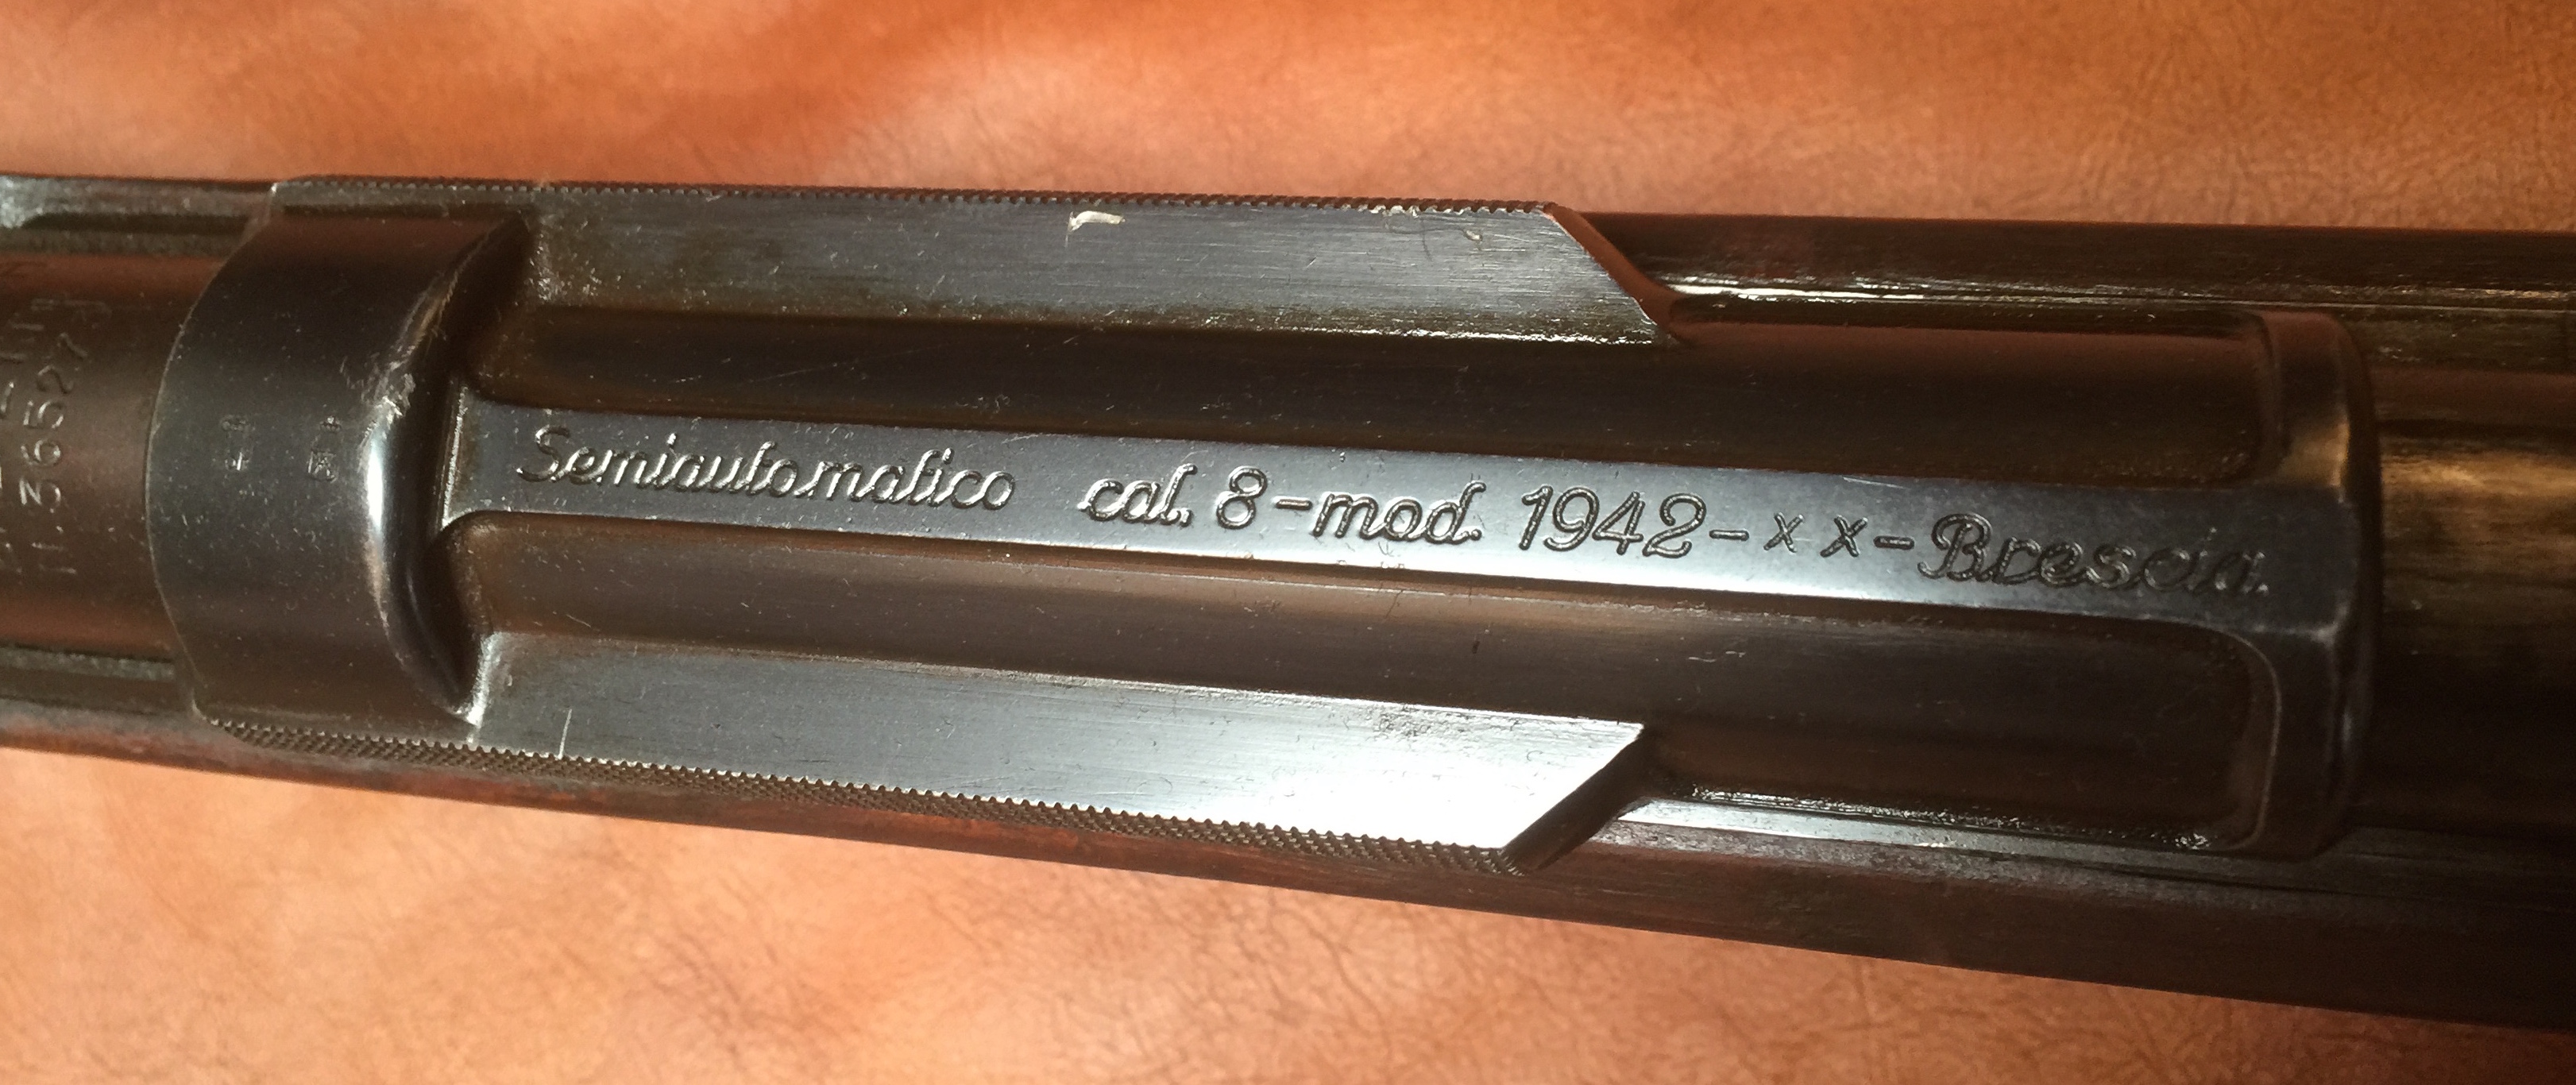 Semiautomatico cal. 8-mod. 1942-x x-Brescia.